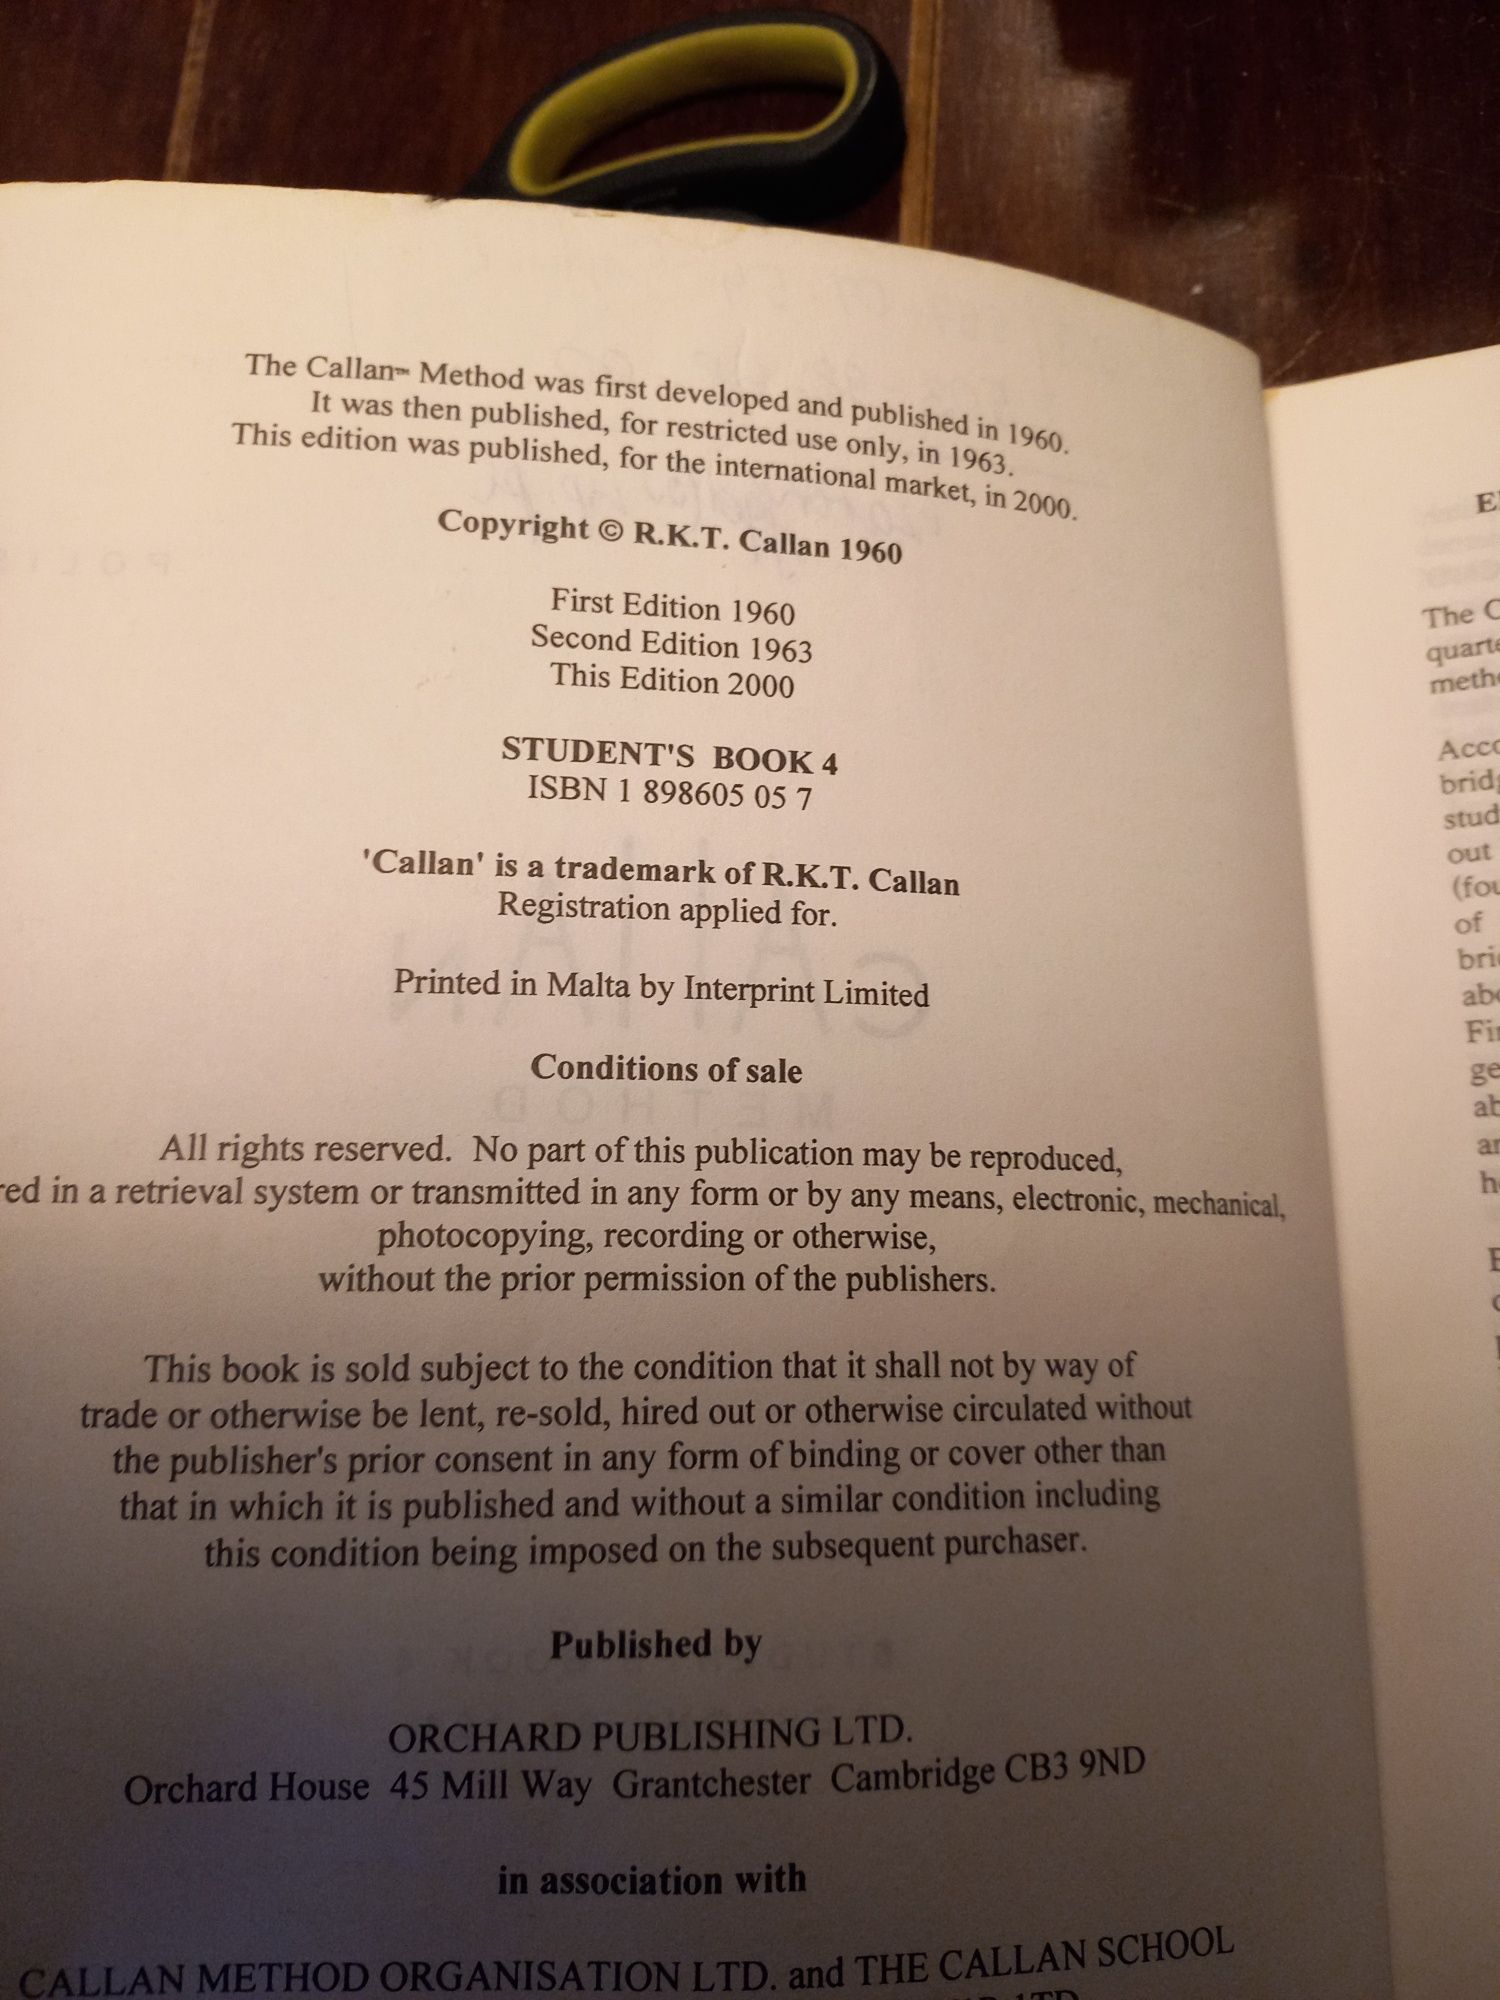 The Callan™ Method was first developed and published in 1960.
It was then published, for restricted use only, in 1963.
This edition was published, for the international market, in 2000.
Copyright © R.K.T. Callan 1960
First Edition 1960
Second Edition 1963
This Edition 2000
STUDENT'S BOOK 4
ISBN 1 898605 05 7
'Callan' is a trademark of R.K.T. Callan
Registration applied for.
Printed in Malta by Interprint Limited
Conditions of sale
All rights reserved. No part of this publication may be reproduced,
red in a retrieval system or transmitted in any form or by any means, electronic, mechanical,
photocopying, recording or otherwise,
without the prior permission of the publishers.
This book is sold subject to the condition that it shall not by way of
trade or otherwise be lent, re-sold, hired out or otherwise circulated without
the publisher's prior consent in any form of binding or cover other than
that in which it is published and without a similar condition including
this condition being imposed on the subsequent purchaser.
Published by
ORCHARD PUBLISHING LTD.
Orchard House 45 Mill Way Grantchester Cambridge CB3 9ND
in association with
CALLAN METHOD ORGANISATION LTD. and THE CALLAN SCHOOL
The C
quarte
metho
Acco
bridg
stud
out
(fou
of
bri
abo
Fir
ge
ab